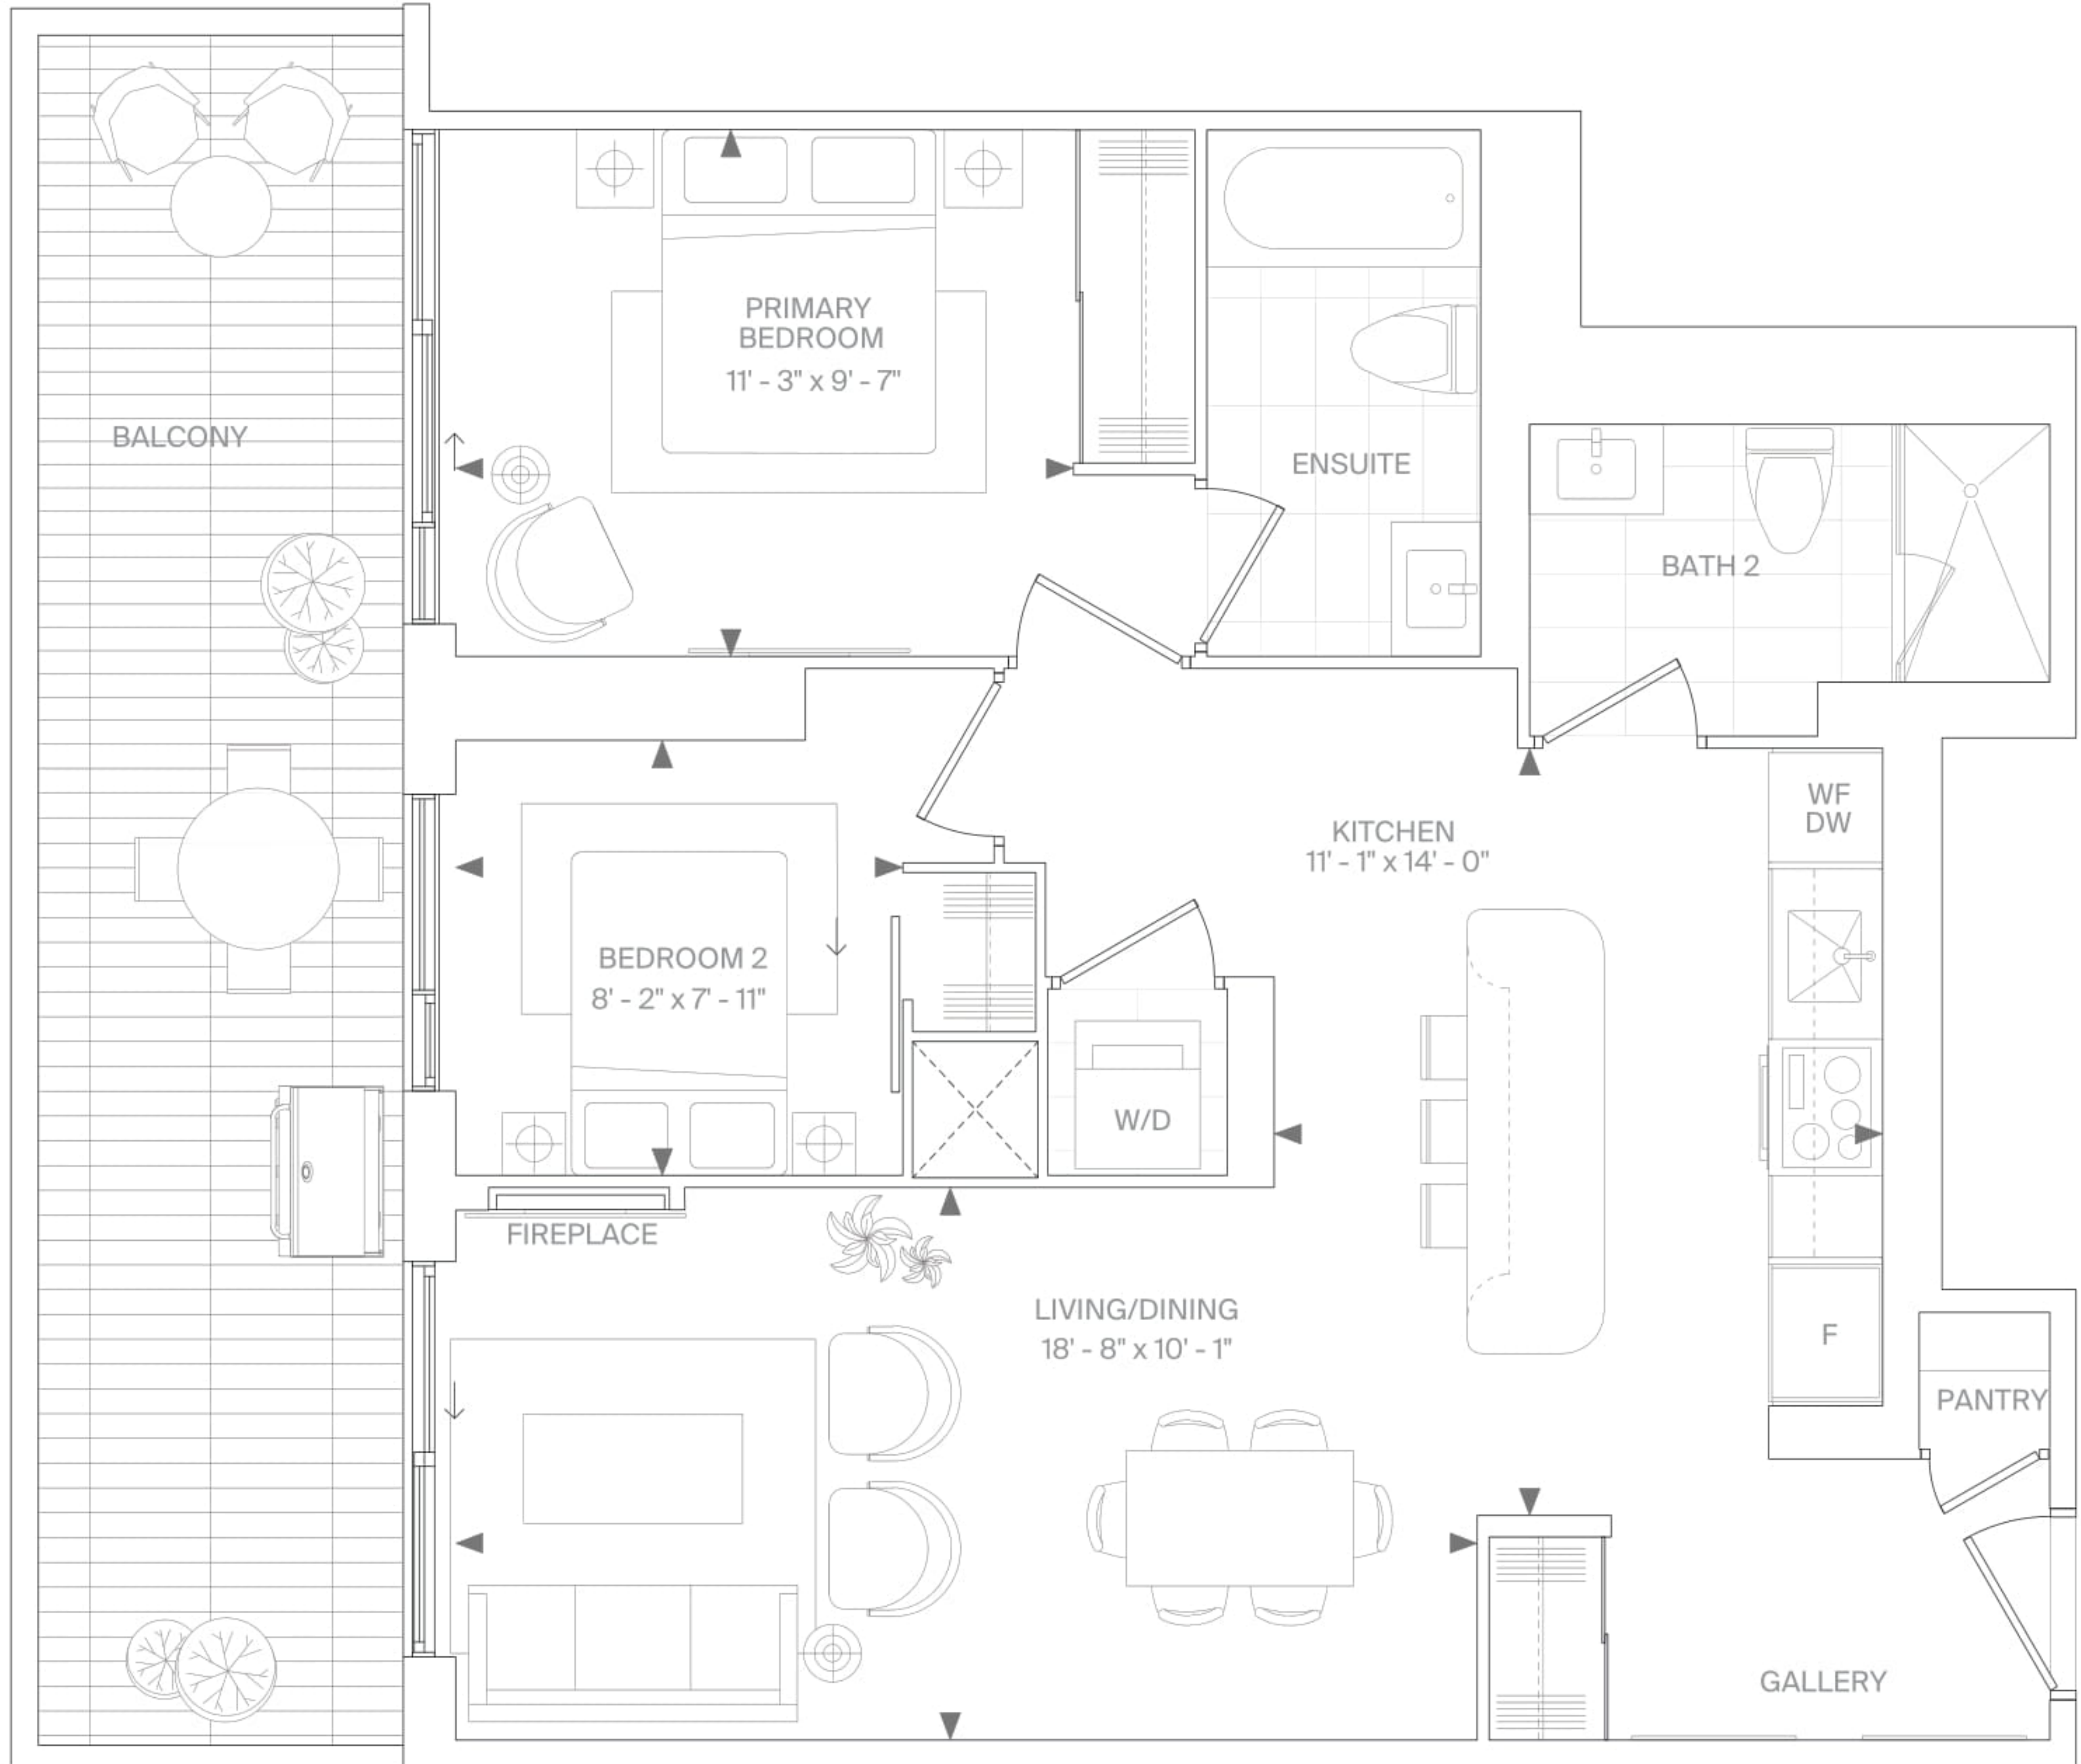 PRIMARY
BEDROOM
11' - 3" x 9' - 7"
BALCONY
ENSUITE
BATH 2
WF
DW
KITCHEN
11' - 1" x 14' - 0"
BEDROOM 2
8' - 2" x 7' - 11"
W/D
FIREPLACE
LIVING/DINING
18' - 8" x 10' - 1"
F
PANTRY
GALLERY